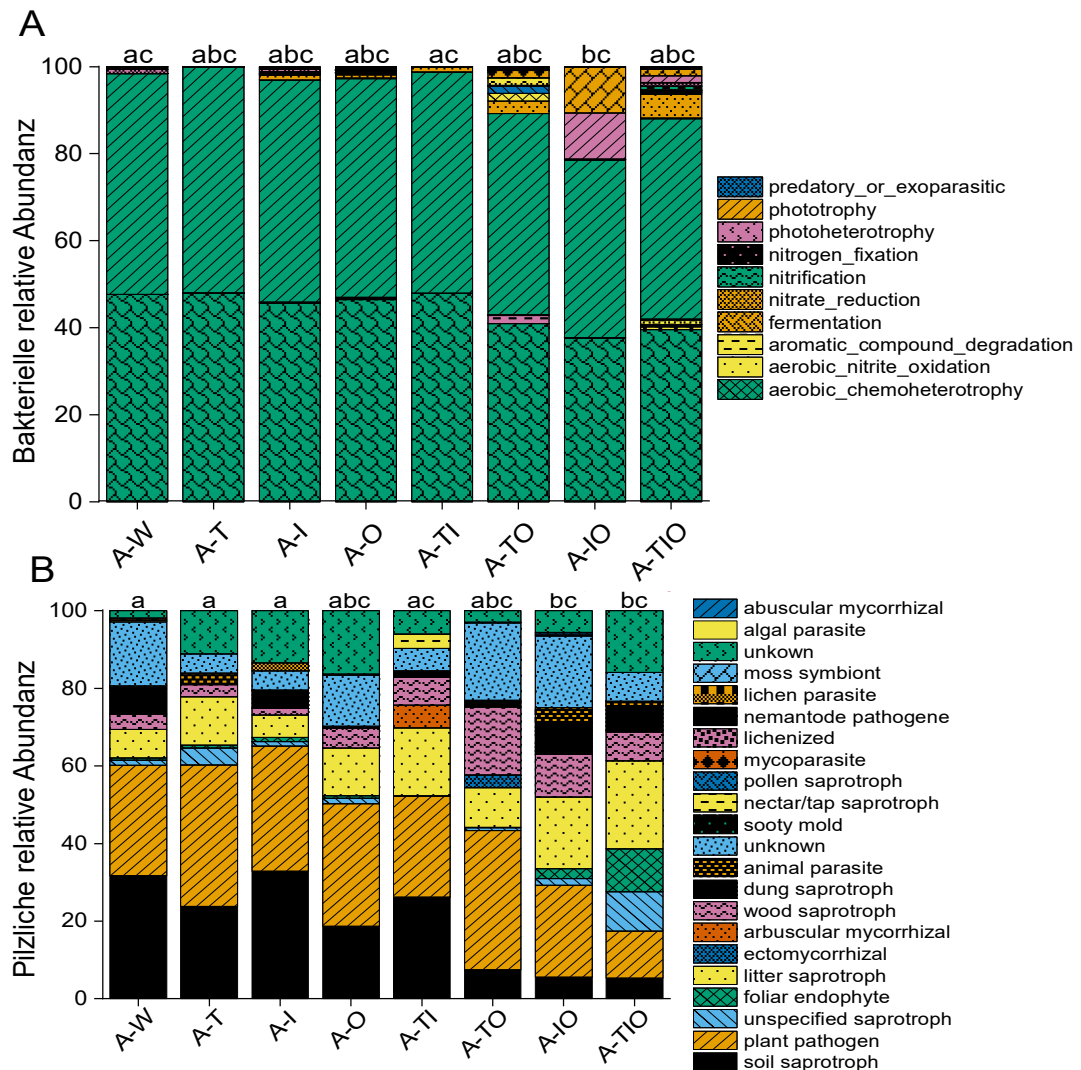 A
ac abc abc abc ac abc bc abc
100
80
60
40
20
0
Bakterielle relative Abundanz
A-W A-T A-I A-O A-TI A-TO A-IO A-TIO
predatory_or_exoparasitic
phototrophy
photoheterotrophy
nitrogen_fixation
nitrification
nitrate_reduction
fermentation
aromatic_compound_degradation
aerobic_nitrite_oxidation
aerobic_chemoheterotrophy
B
a a a abc ac abc bc bc
100
80
60
40
20
0
Pilzliche relative Abundanz
A-W A-T A-I A-O A-TI A-TO A-IO A-TIO
abuscular mycorrhizal
algal parasite
unkown
moss symbiont
lichen parasite
nemantode pathogene
lichenized
mycoparasite
pollen saprotroph
nectar/tap saprotroph
sooty mold
unknown
animal parasite
dung saprotroph
wood saprotroph
arbuscular mycorrhizal
ectomycorrhizal
litter saprotroph
foliar endophyte
unspecified saprotroph
plant pathogen
soil saprotroph